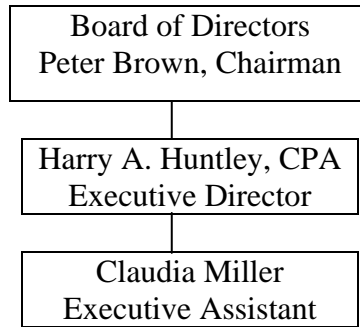 Board of Directors
Peter Brown, Chairman
Harry A. Huntley, CPA
Executive Director
Claudia Miller
Executive Assistant